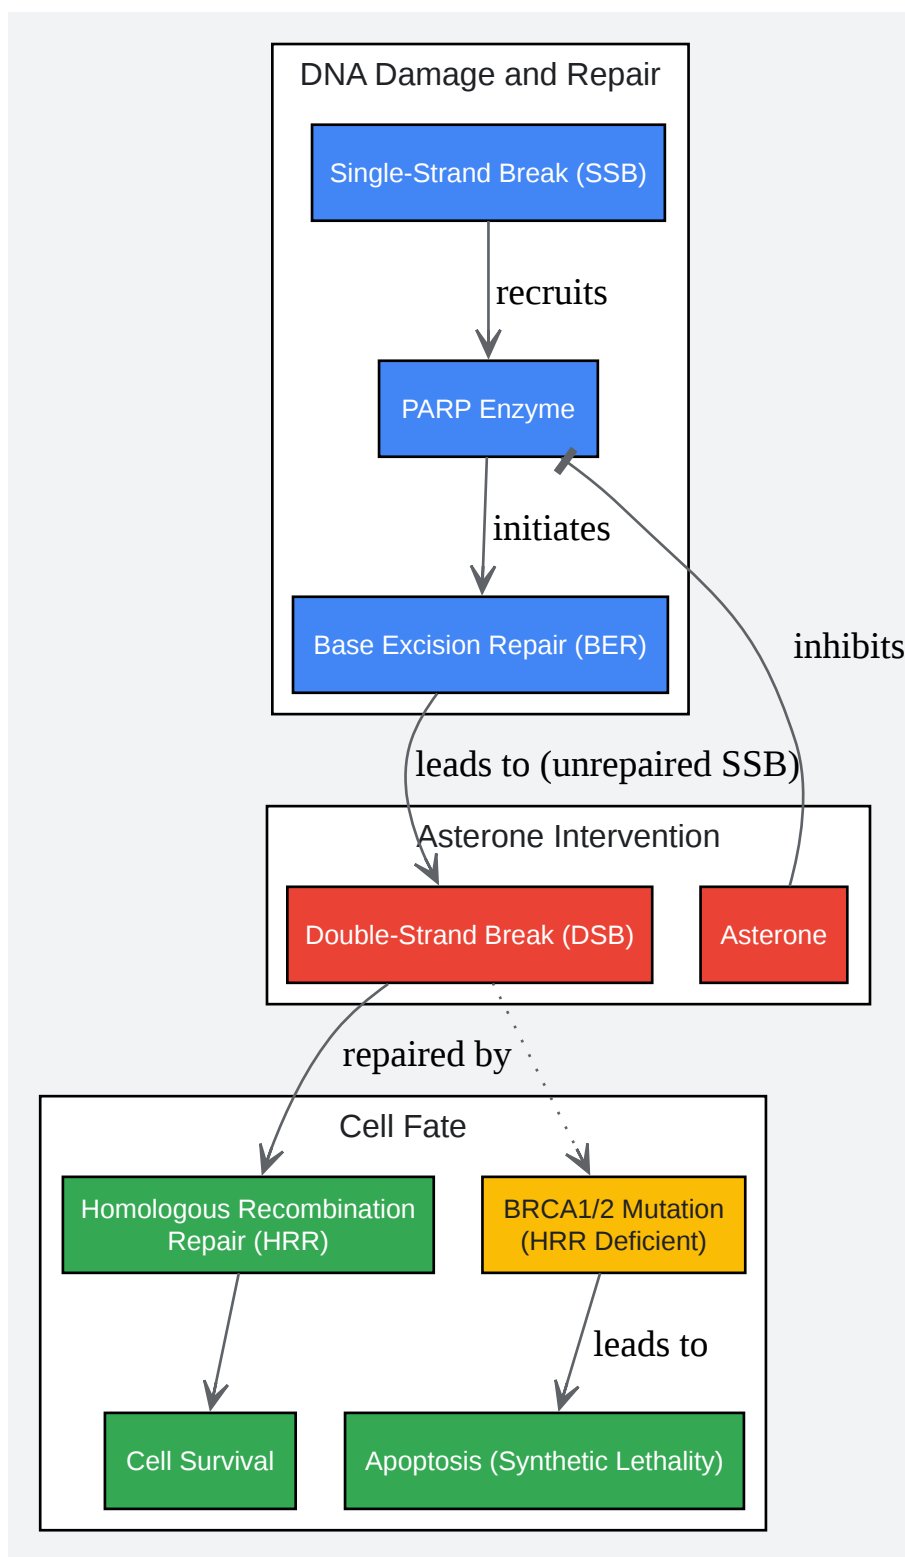 DNA Damage and Repair
Single-Strand Break (SSB)
recruits
PARP Enzyme
initiates
Base Excision Repair (BER)
inhibits
leads to (unrepaired SSB)
Asterone Intervention
Double-Strand Break (DSB)
Asterone
repaired by
Cell Fate
Homologous Recombination
Repair (HRR)
BRCA1/2 Mutation
(HRR Deficient)
leads to
Cell Survival
Apoptosis (Synthetic Lethality)